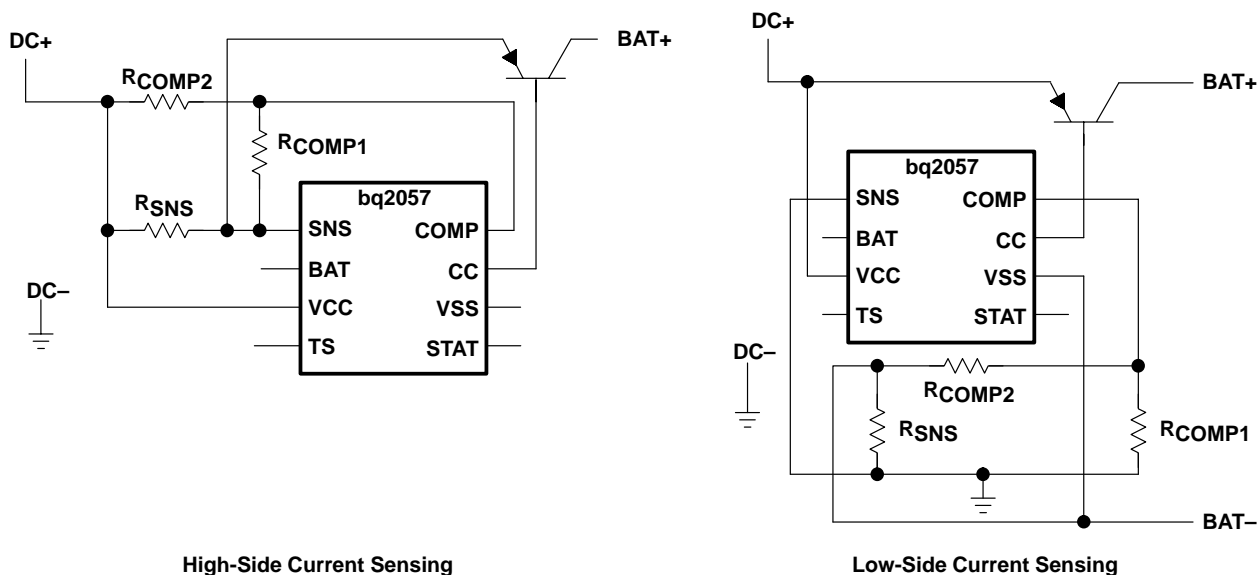 DC+
BAT+
RCOMP2
RCOMP1
bq2057
RSNS
SNS
COMP
BAT
CC
DC–
VCC
VSS
TS
STAT
High-Side Current Sensing
DC+
BAT+
bq2057
SNS
COMP
BAT
CC
VCC
VSS
TS
STAT
DC–
RCOMP2
RSNS
RCOMP1
BAT–
Low-Side Current Sensing